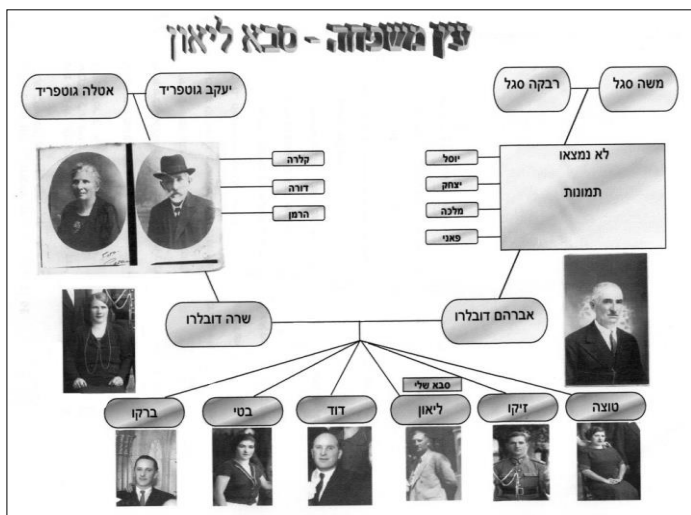 עץ משפחה - סבא ליאון
משה סגל
רבקה סגל
יעקב גוטפריד
אטלה גוטפריד
לא נמצאו
תמונות
יוסל
יצחק
מלכה
פאני
קלרה
דורה
הרמן
אברהם דובלרו
שרה דובלרו
סבא שלי
טוצה
זיקו
ליאון
דוד
בטי
ברקו